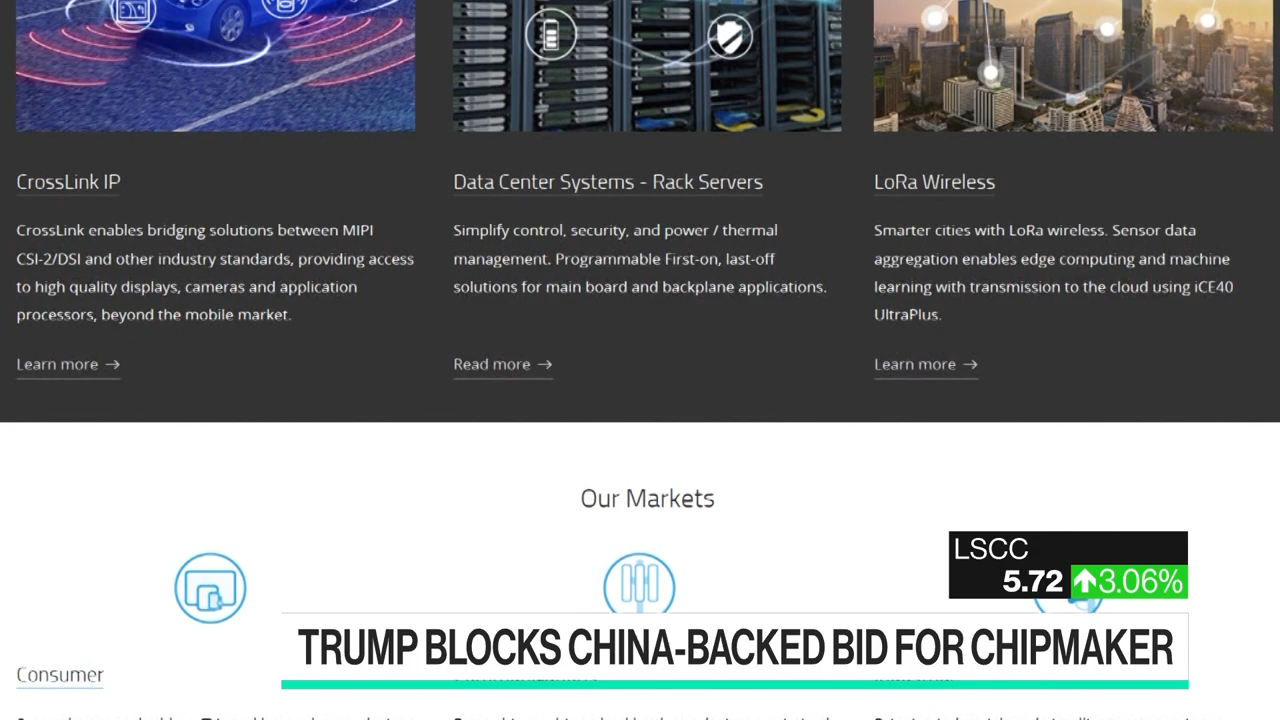 CrossLink IP
CrossLink enables bridging solutions between MIPI
CSI-2/DSI and other industry standards, providing access
to high quality displays, cameras and application
processors, beyond the mobile market.
Learn more →
Data Center Systems - Rack Servers
Simplify control, security, and power / thermal
management. Programmable First-on, last-off
solutions for main board and backplane applications.
Read more →
LoRa Wireless
Smarter cities with LoRa wireless. Sensor data
aggregation enables edge computing and machine
learning with transmission to the cloud using iCE40
UltraPlus.
Learn more →
Our Markets
LSCC
5.72 3.06%
TRUMP BLOCKS CHINA-BACKED BID FOR CHIPMAKER
Consumer